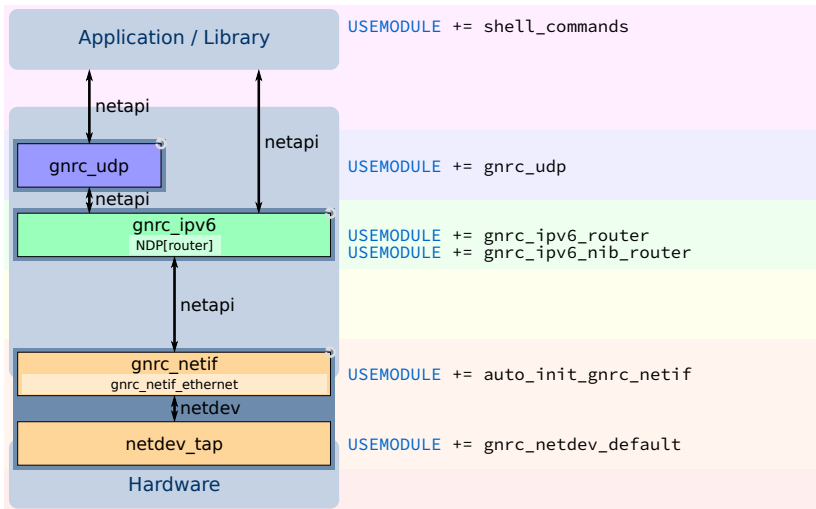 Application / Library
USEMODULE += shell_commands
netapi
netapi
gnrc_udp
USEMODULE += gnrc_udp
netapi
gnrc_ipv6
NDP[router]
USEMODULE += gnrc_ipv6_router
USEMODULE += gnrc_ipv6_nib_router
netapi
gnrc_netif
gnrc_netif_ethernet
USEMODULE += auto_init_gnrc_netif
netdev
netdev_tap
USEMODULE += gnrc_netdev_default
Hardware